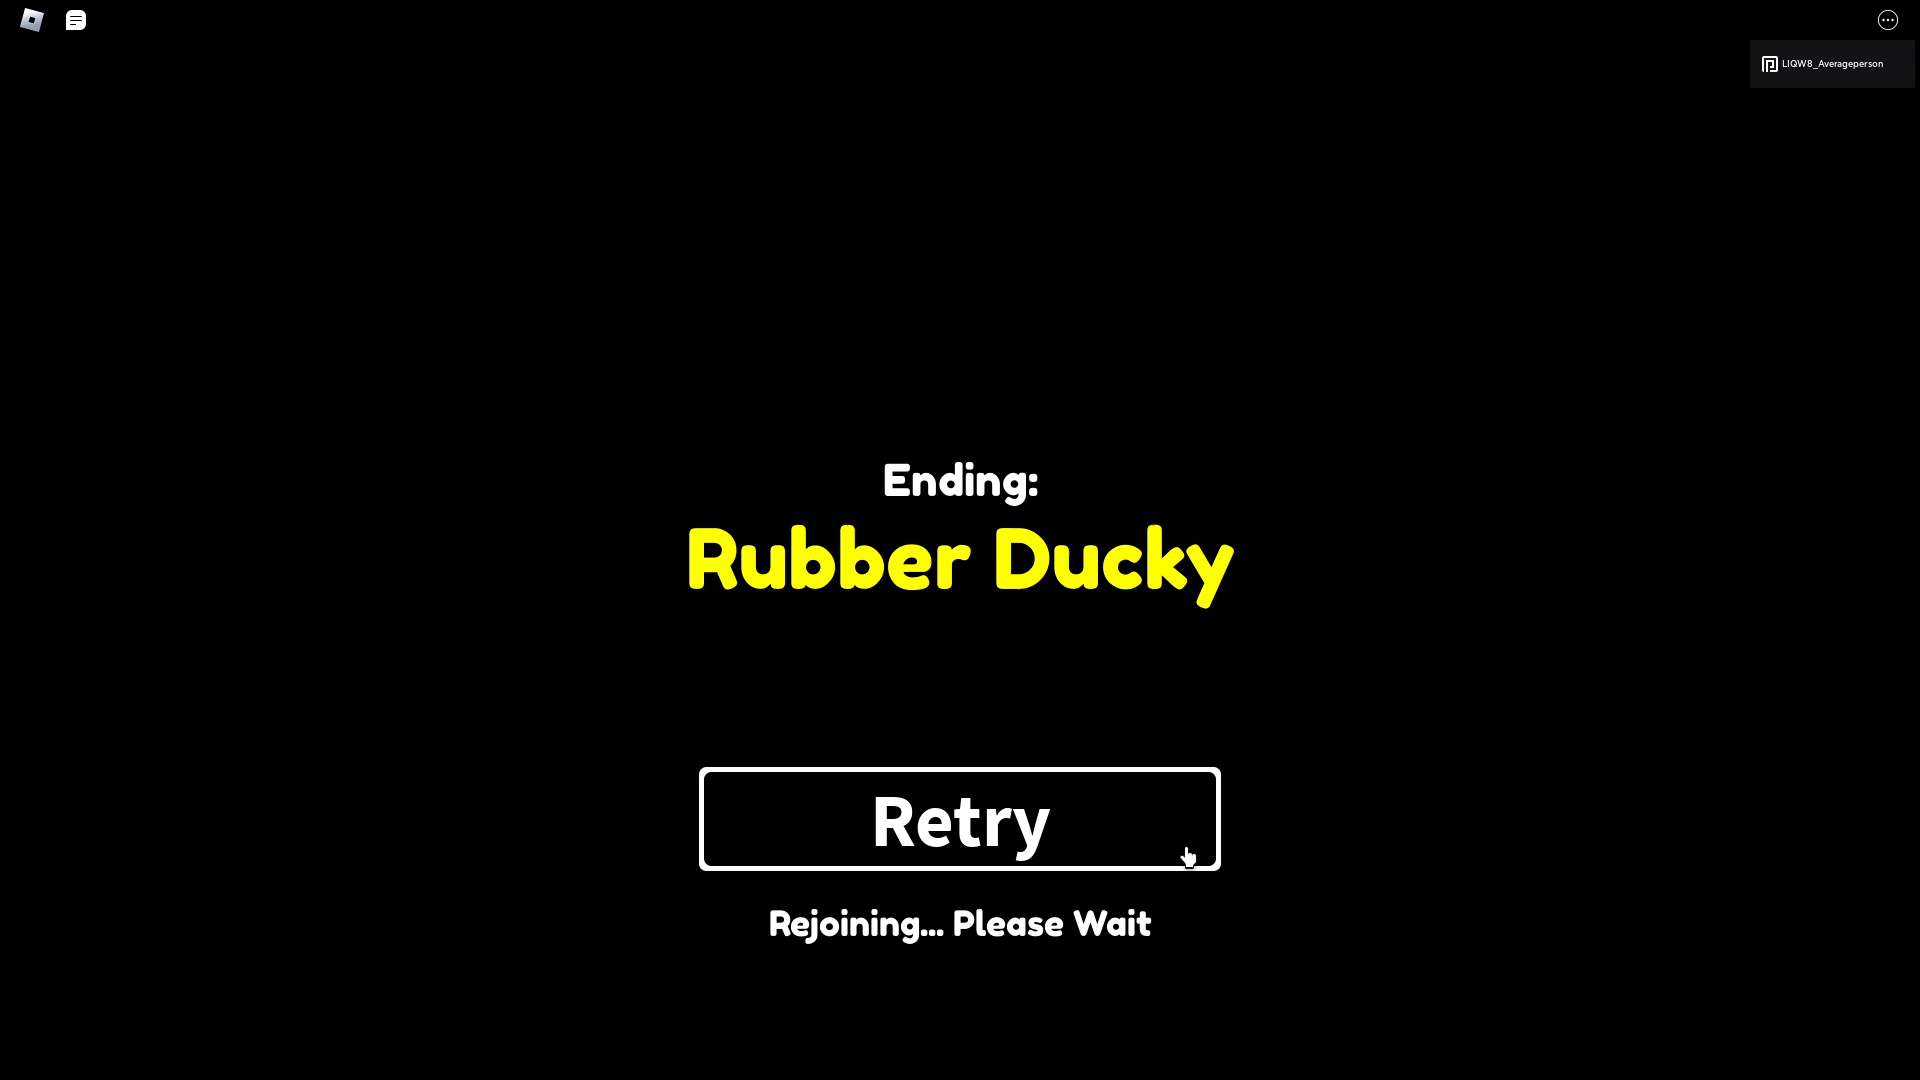 LIQW8_Averageperson
Ending:
Rubber Ducky
Retry
Rejoining... Please Wait